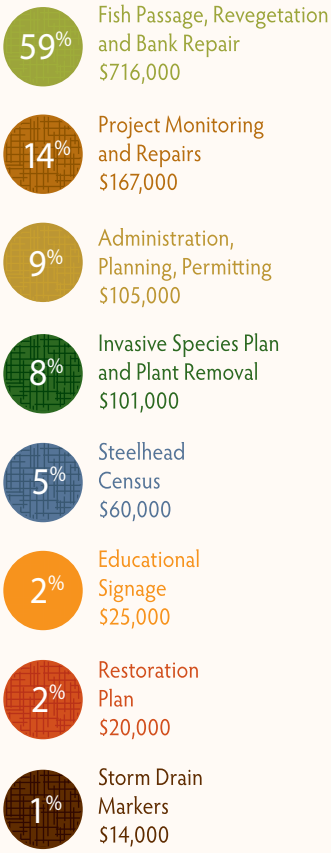 59%
Fish Passage, Revegetation
and Bank Repair
$716,000
14%
Project Monitoring
and Repairs
$167,000
9%
Administration,
Planning, Permitting
$105,000
8%
Invasive Species Plan
and Plant Removal
$101,000
5%
Steelhead
Census
$60,000
2%
Educational
Signage
$25,000
2%
Restoration
Plan
$20,000
1%
Storm Drain
Markers
$14,000